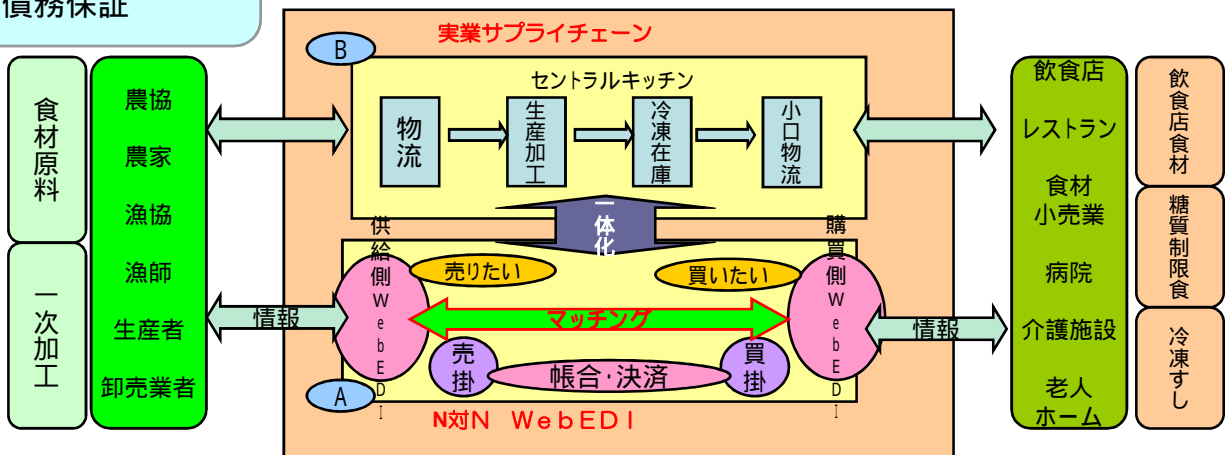 債務保証
実業サプライチェーン
B
セントラルキッチン
物流
生産加工
冷凍在庫
小口物流
一体化
食材原料
一次加工
農協
農家
漁協
漁師
生産者
卸売業者
情報
供給側WebEDI
売りたい
買いたい
購買側WebEDI
マッチング
売掛
買掛
帳合・決済
A
N対N WebEDI
情報
飲食店
レストラン
食材
小売業
病院
介護施設
老人
ホーム
飲食店食材
糖質制限食
冷凍すし